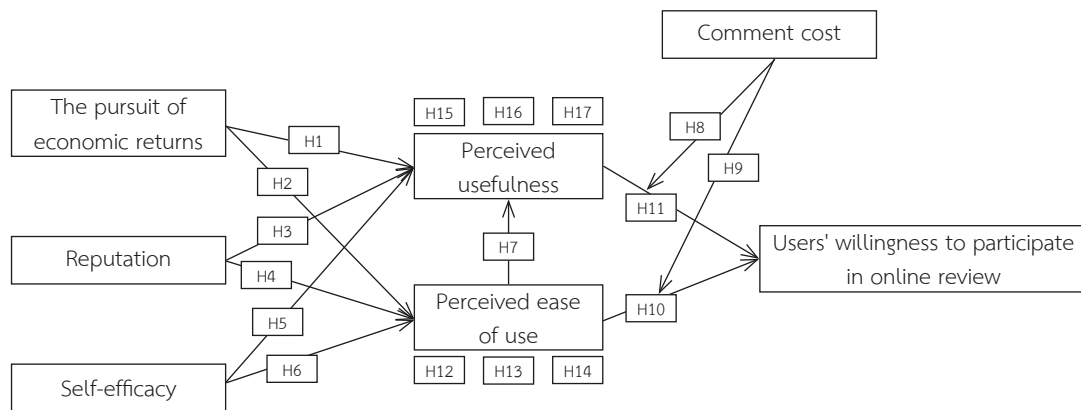 Comment cost
The pursuit of
economic returns
H15
H16
H17
H8
H1
Perceived
usefulness
H9
H2
H11
H3
Reputation
H7
Users' willingness to participate
in online review
H4
Perceived ease
of use
H10
H5
H6
Self-efficacy
H12
H13
H14